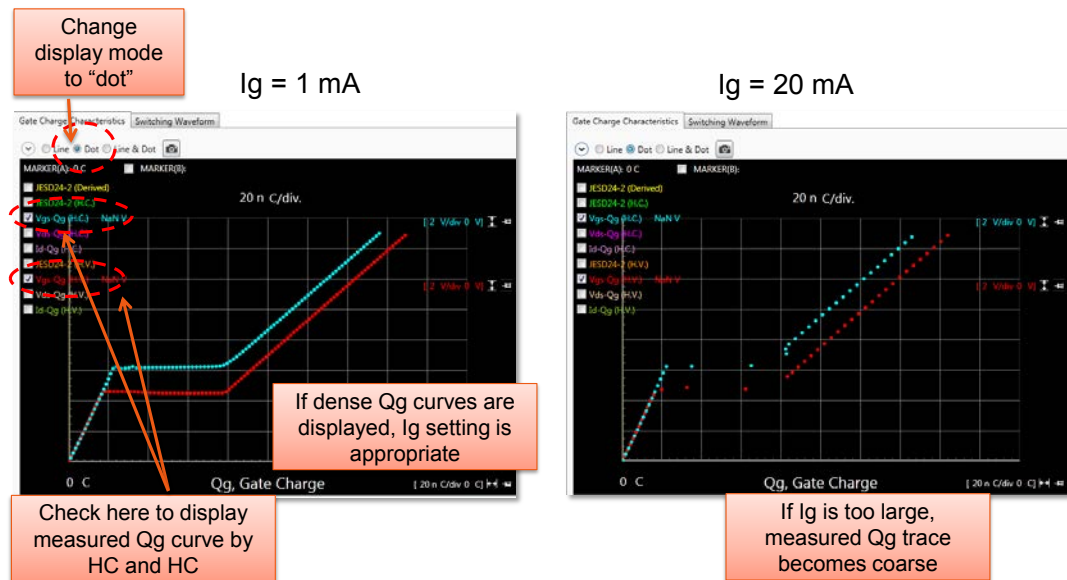 Change
display mode
to “dot”
Ig = 1 mA
Ig = 20 mA
Gate Charge Characteristics Switching Waveform
Line Dot Line & Dot
MARKER(A): 0 C MARKER(B):
JESD24-2 (Derived)
JESD24-2 (H.C.)
20 n C/div.
Vgs-Qg (H.C.) NaN V
[ 2 V/div 0 V]
Vds-Qg (H.C.)
Id-Qg (H.C.)
JESD24-2 (H.V.)
Vgs-Qg (H.V.) NaN V
[ 2 V/div 0 V]
Vds-Qg (H.V.)
Id-Qg (H.V.)
If dense Qg curves are
displayed, Ig setting is
appropriate
0 C Qg, Gate Charge [ 20 n C/div 0 C]
Check here to display
measured Qg curve by
HC and HC
Gate Charge Characteristics Switching Waveform
Line Dot Line & Dot
MARKER(A): 0 C MARKER(B):
JESD24-2 (Derived)
JESD24-2 (H.C.)
20 n C/div.
Vgs-Qg (H.C.) NaN V
[ 2 V/div 0 V]
Vds-Qg (H.C.)
Id-Qg (H.C.)
JESD24-2 (H.V.)
Vgs-Qg (H.V.) NaN V
[ 2 V/div 0 V]
Vds-Qg (H.V.)
Id-Qg (H.V.)
0 C Qg, Gate Charge [ 20 n C/div 0 C]
If Ig is too large,
measured Qg trace
becomes coarse